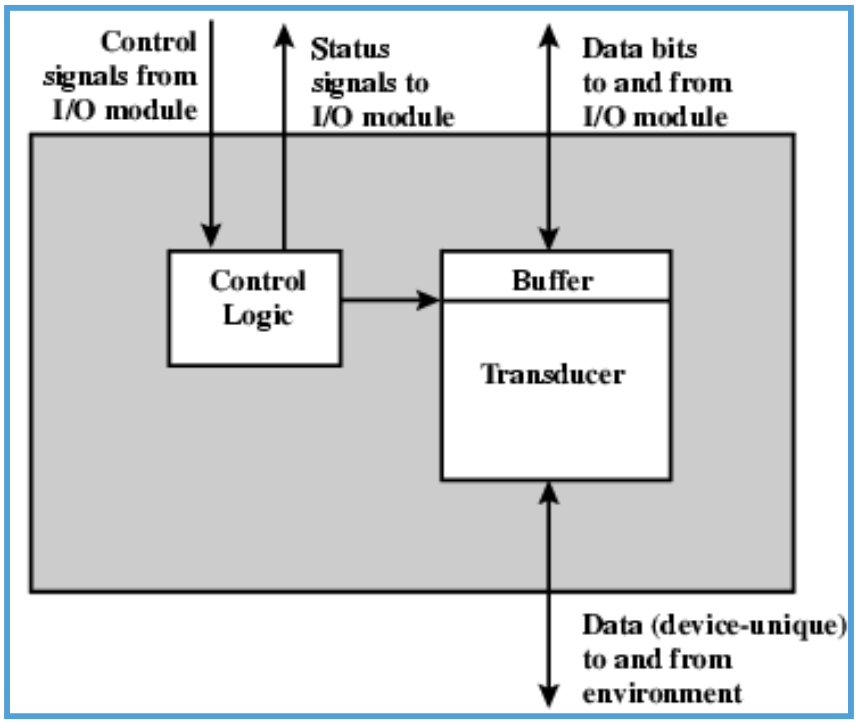 Control
signals from
I/O module
Status
signals to
I/O module
Data bits
to and from
I/O module
Control
Logic
Buffer
Transducer
Data (device-unique)
to and from
environment